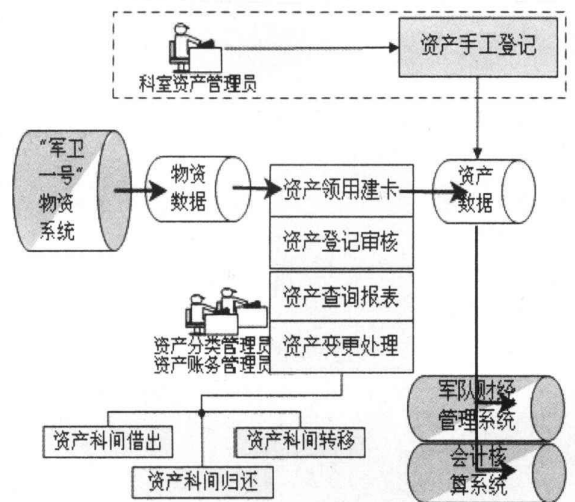 资产手工登记
科室资产管理员
“军卫
一号”
物资
系统
物资
数据
资产领用建卡
资产登记审核
资产查询报表
资产变更处理
资产
数据
资产分类管理员
资产账务管理员
军队财经
管理系统
会计核
算系统
资产科间借出
资产科间转移
资产科间归还